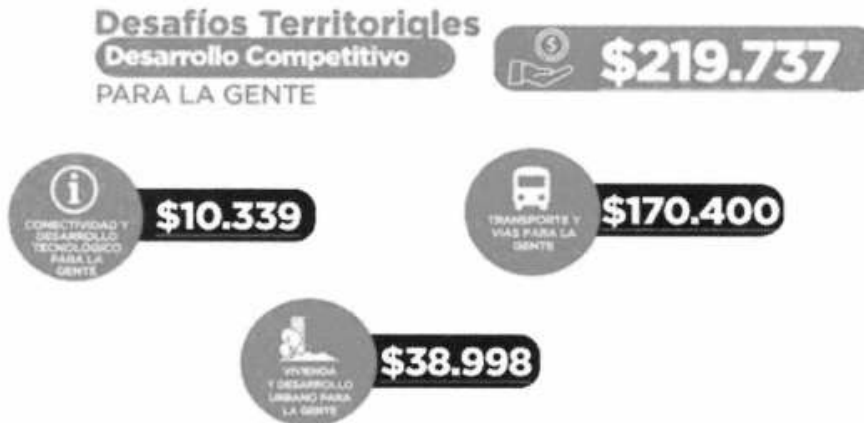 Desafíos Territoriales
Desarrollo Competitivo
PARA LA GENTE
$219.737
CONECTIVIDAD Y
DESARROLLO
TECNOLÓGICO
PARA LA
GENTE
$10.339
TRANSPORTE Y
VÍAS PARA LA
GENTE
$170.400
VIVIENDA
Y DESARROLLO
URBANO PARA
LA GENTE
$38.998